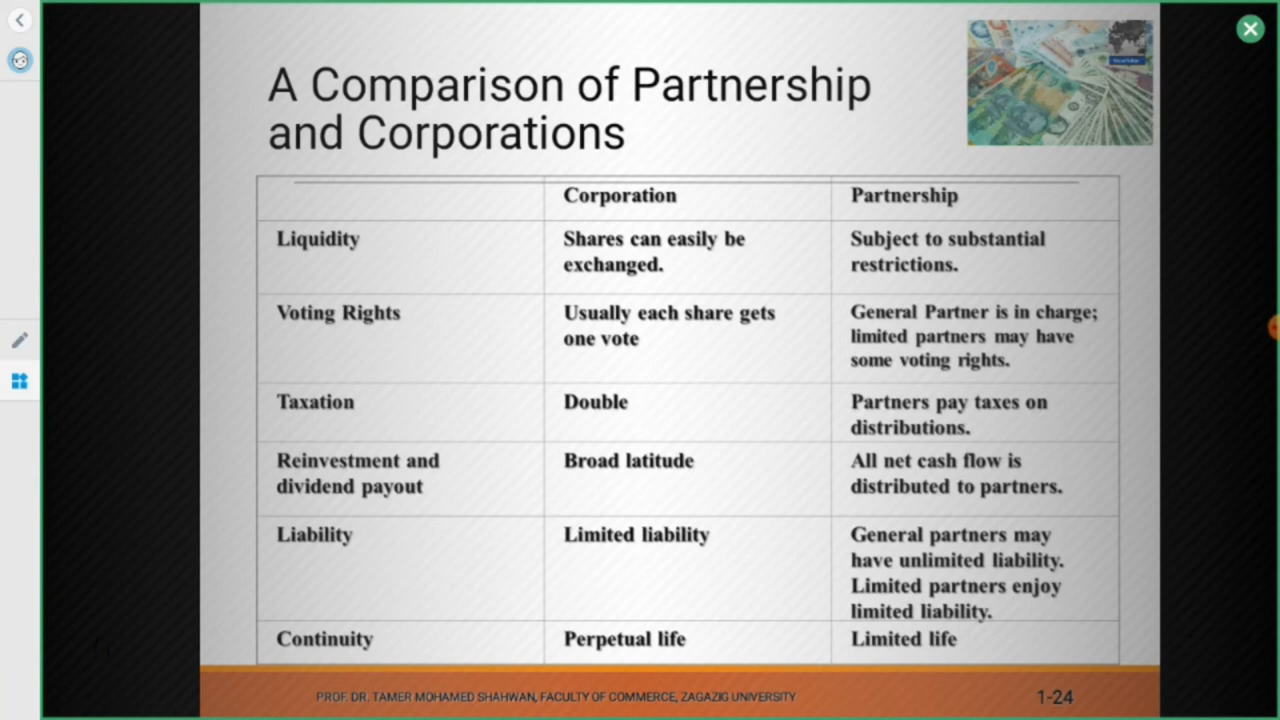 A Comparison of Partnership
and Corporations
Corporation Partnership
Liquidity
Shares can easily be
exchanged.
Subject to substantial
restrictions.
Voting Rights
Usually each share gets
one vote
General Partner is in charge;
limited partners may have
some voting rights.
Taxation
Double
Partners pay taxes on
distributions.
Reinvestment and
dividend payout
Broad latitude
All net cash flow is
distributed to partners.
Liability
Limited liability
General partners may
have unlimited liability.
Limited partners enjoy
limited liability.
Continuity
Perpetual life
Limited life
PROF. DR. TAMER MOHAMED SHAHWAN, FACULTY OF COMMERCE, ZAGAZIG UNIVERSITY
1-24